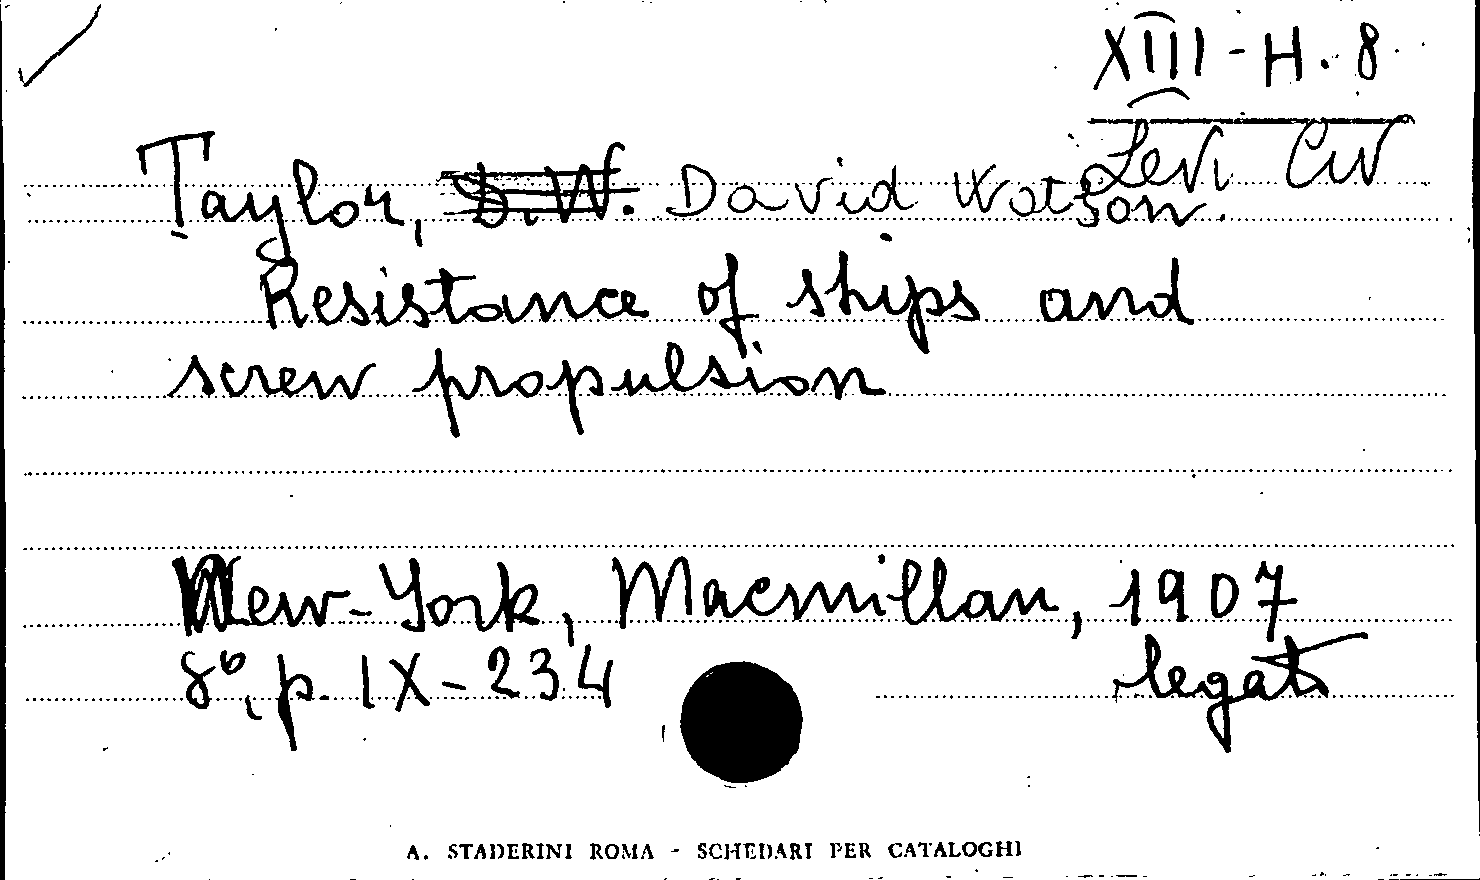 XIII - H. 8
Levi Civ
Taylor, D. W. David Watson.
Resistance of ships and
screw propulsion
New-York, Macmillan, 1907
8º, p. IX-234
legato
A. STADERINI ROMA - SCHEDARI PER CATALOGHI